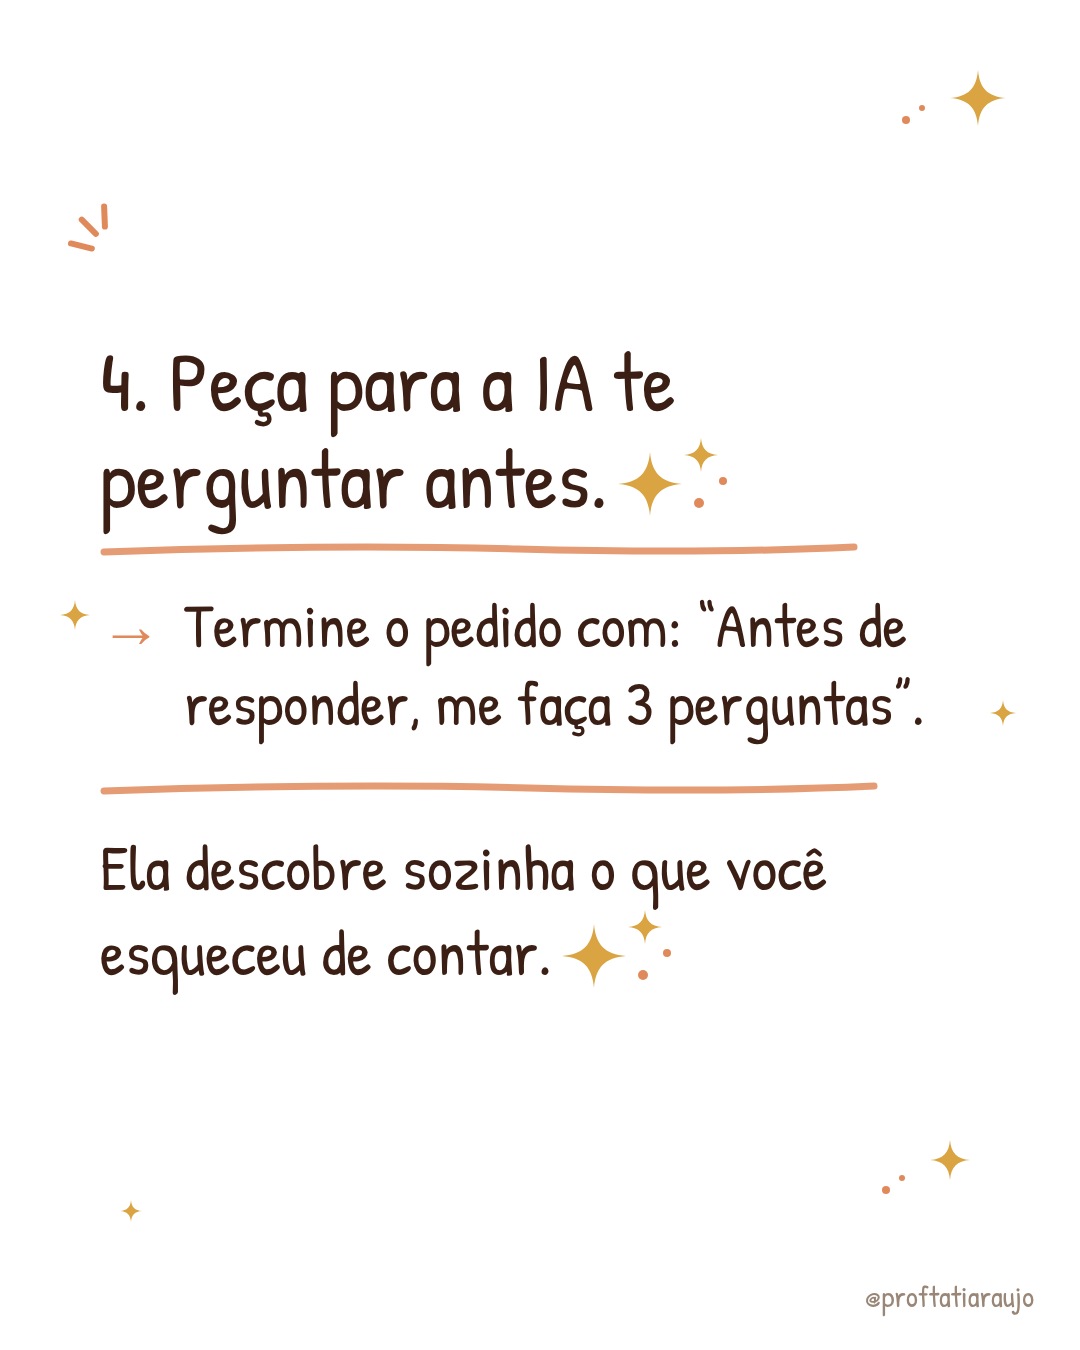 4. Peça para a IA te
perguntar antes.
→ Termine o pedido com: “Antes de
responder, me faça 3 perguntas”.
Ela descobre sozinha o que você
esqueceu de contar.
@proftatiaraujo